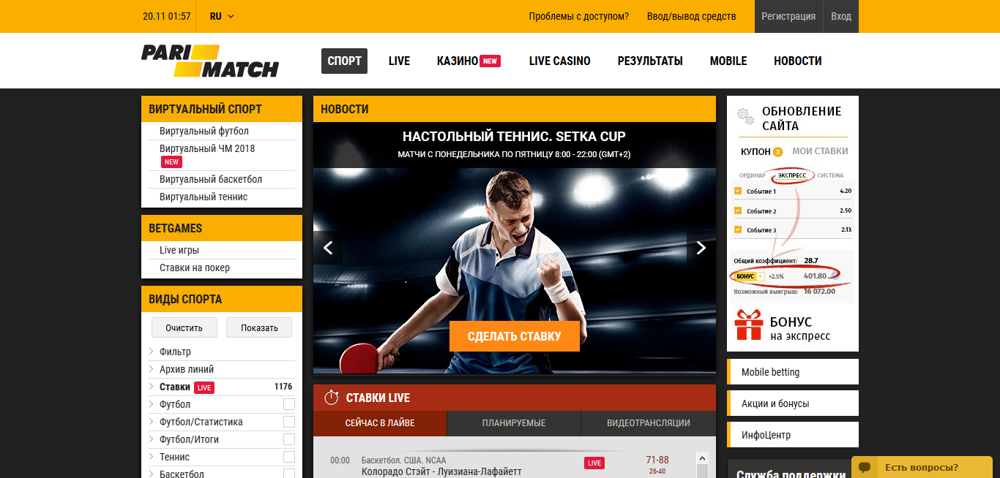 20.11 01:57 RU Проблемы с доступом? Ввод/вывод средств Регистрация Вход
PARI MATCH
СПОРТ LIVE КАЗИНО NEW LIVE CASINO РЕЗУЛЬТАТЫ MOBILE НОВОСТИ
ВИРТУАЛЬНЫЙ СПОРТ
Виртуальный футбол
Виртуальный ЧМ 2018
NEW
Виртуальный баскетбол
Виртуальный теннис
BETGAMES
Live игры
Ставки на покер
ВИДЫ СПОРТА
Очистить Показать
Фильтр
Архив линий
Ставки LIVE 1176
Футбол
Футбол/Статистика
Футбол/Итоги
Теннис
Баскетбол
НОВОСТИ
НАСТОЛЬНЫЙ ТЕННИС. SETKA CUP
МАТЧИ С ПОНЕДЕЛЬНИКА ПО ПЯТНИЦУ 8:00 - 22:00 (GMT+2)
СДЕЛАТЬ СТАВКУ
СТАВКИ LIVE
СЕЙЧАС В ЛАЙВЕ ПЛАНИРУЕМЫЕ ВИДЕОТРАНСЛЯЦИИ
00:00 Баскетбол. США. NCAA LIVE 71-88
Колорадо Стэйт - Луизиана-Лафайетт 26-40
ОБНОВЛЕНИЕ
САЙТА
КУПОН 3 МОИ СТАВКИ
ОРДИНАР ЭКСПРЕСС СИСТЕМА
Событие 1 4.20
Событие 2 2.50
Событие 3 2.13
Общий коэффициент: 28.7
БОНУС + +2.5% 401.80
Возможный выигрыш: 16 072.00
БОНУС
на экспресс
Mobile betting
Акции и бонусы
ИнфоЦентр
Служба поддержки
Есть вопросы?